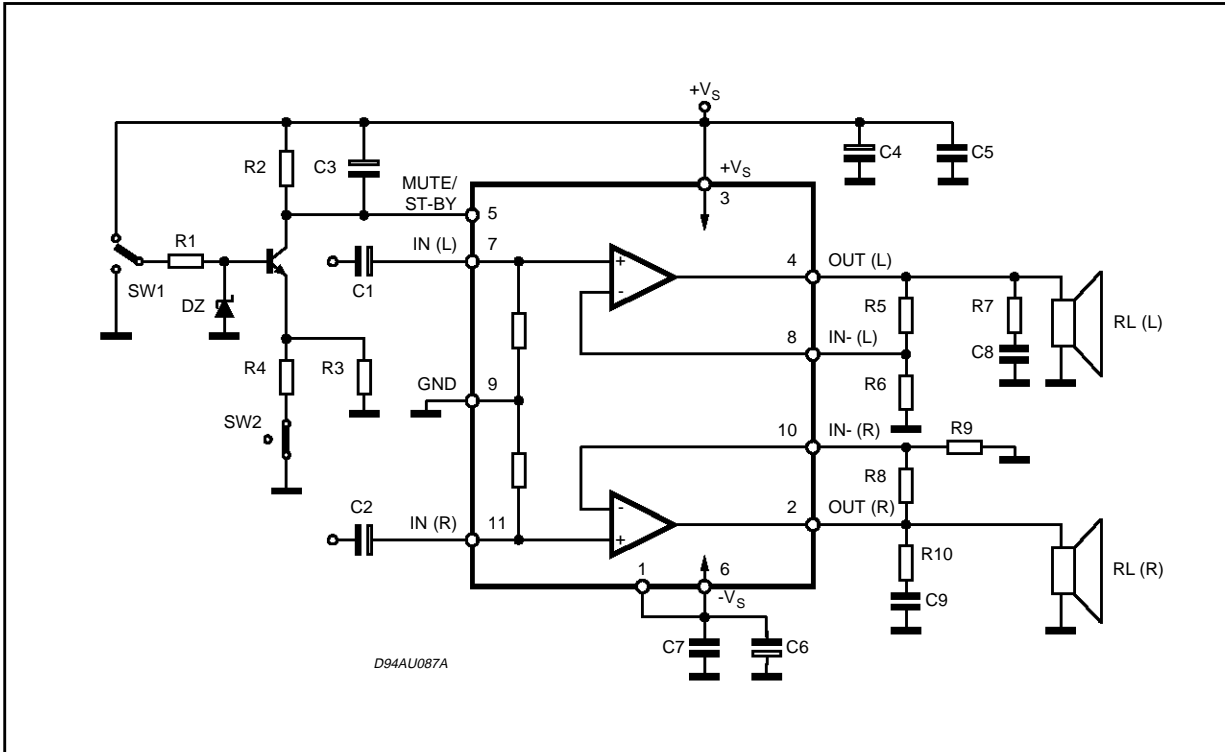 +VS
R2
C3
C4
C5
MUTE/
ST-BY
+VS
3
5
R1
IN (L)
7
4
OUT (L)
+
-
SW1
C1
DZ
R5
R7
RL (L)
8
IN- (L)
C8
R4
R3
GND
9
R6
SW2
10
IN- (R)
R9
R8
C2
IN (R)
11
-
+
2
OUT (R)
R10
RL (R)
1
6
-VS
C9
C7
C6
D94AU087A